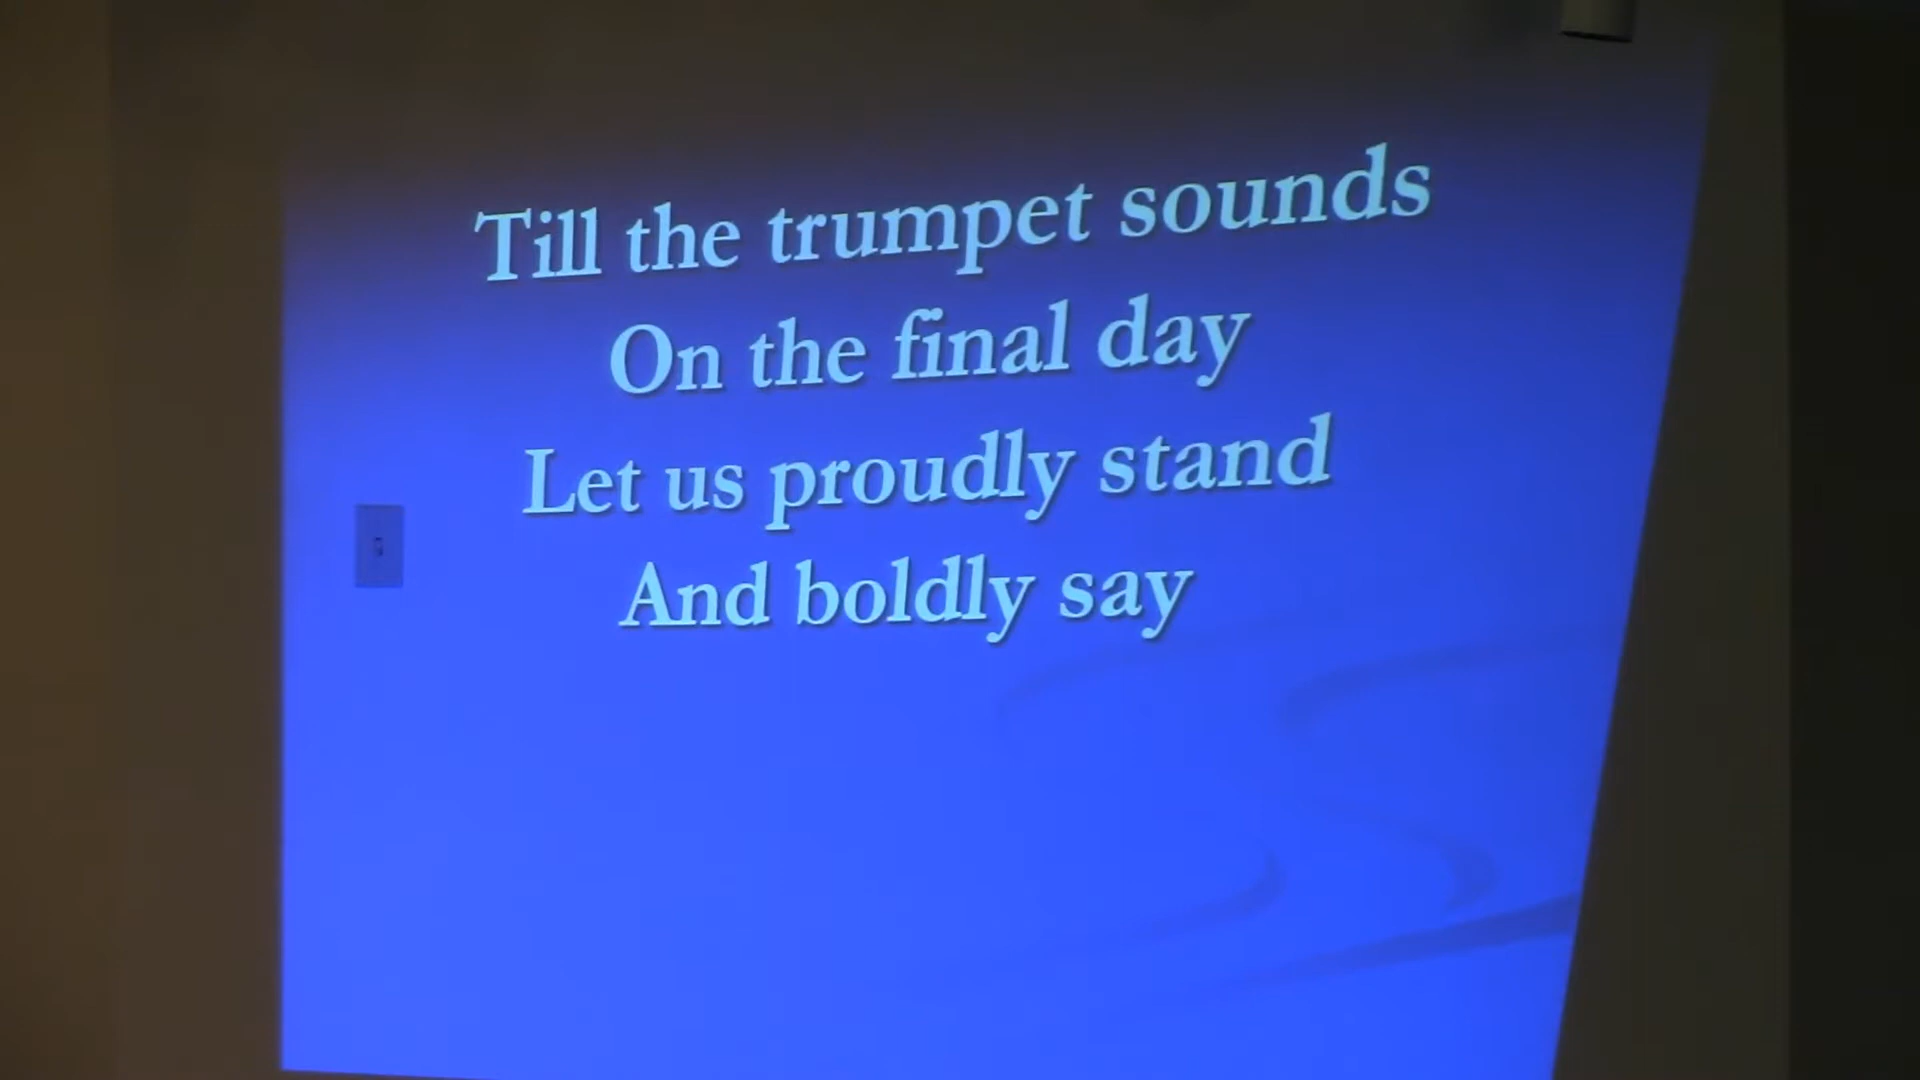 Till the trumpet sounds
On the final day
Let us proudly stand
And boldly say